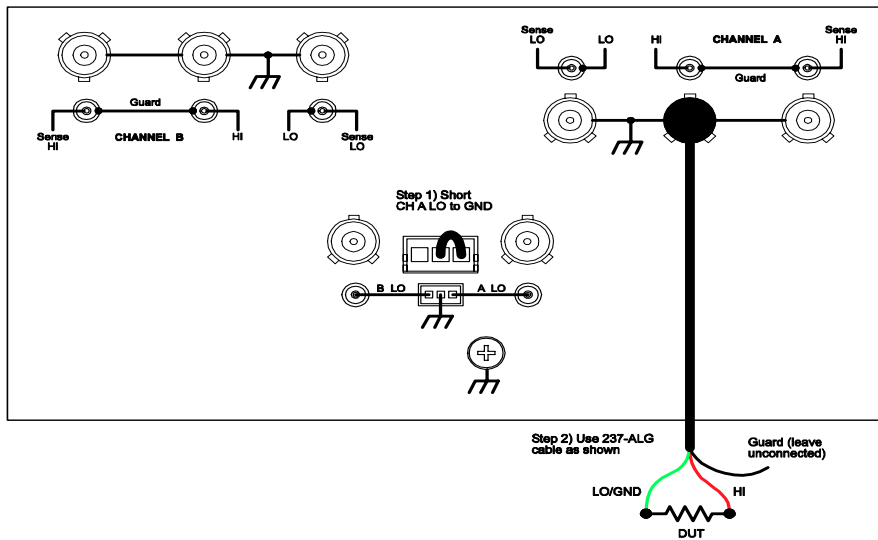 Sense
LO
LO
HI
CHANNEL A
Sense
HI
Guard
Guard
Sense
HI
CHANNEL B
HI
LO
Sense
LO
Step 1) Short
CH A LO to GND
B LO
A LO
Step 2) Use 237-ALG
cable as shown
Guard (leave
unconnected)
LO/GND
HI
DUT